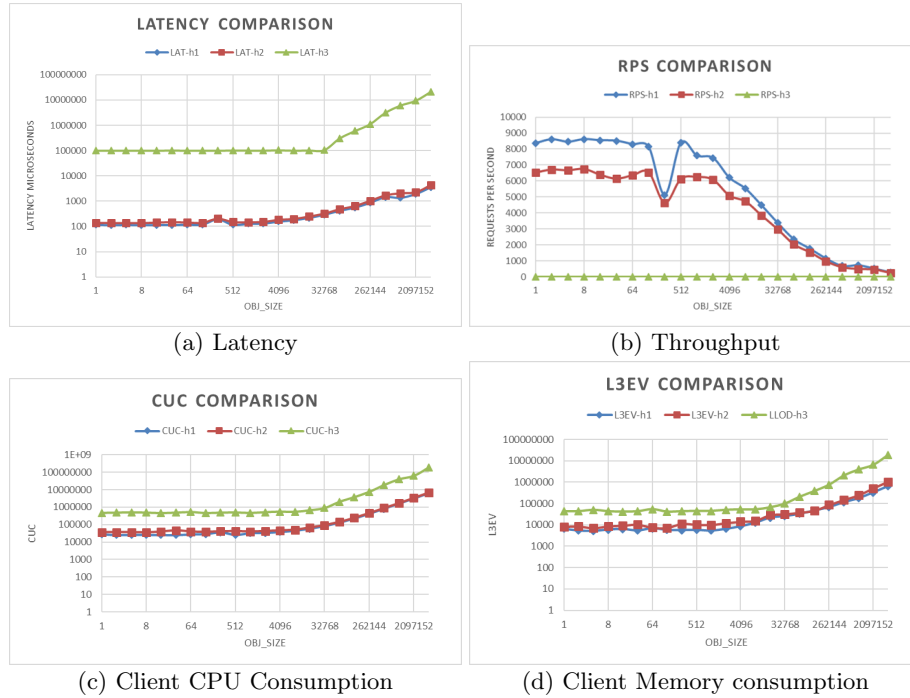 LATENCY COMPARISON
LAT-h1 LAT-h2 LAT-h3
100000000
10000000
1000000
100000
10000
1000
100
10
1
LATENCY MICROSECONDS
1 8 64 512 4096 32768 262144 2097152
OBJ_SIZE
(a) Latency
RPS COMPARISON
RPS-h1 RPS-h2 RPS-h3
10000
9000
8000
7000
6000
5000
4000
3000
2000
1000
0
REQUESTS PER SECOND
1 8 64 512 4096 32768 262144 2097152
OBJ_SIZE
(b) Throughput
CUC COMPARISON
CUC-h1 CUC-h2 CUC-h3
1E+09
100000000
10000000
1000000
100000
10000
1000
100
10
1
CUC
1 8 64 512 4096 32768 262144 2097152
OBJ_SIZE
(c) Client CPU Consumption
L3EV COMPARISON
L3EV-h1 L3EV-h2 LLOD-h3
100000000
10000000
1000000
100000
10000
1000
100
10
1
L3EV
1 8 64 512 4096 32768 262144 2097152
OBJ_SIZE
(d) Client Memory consumption